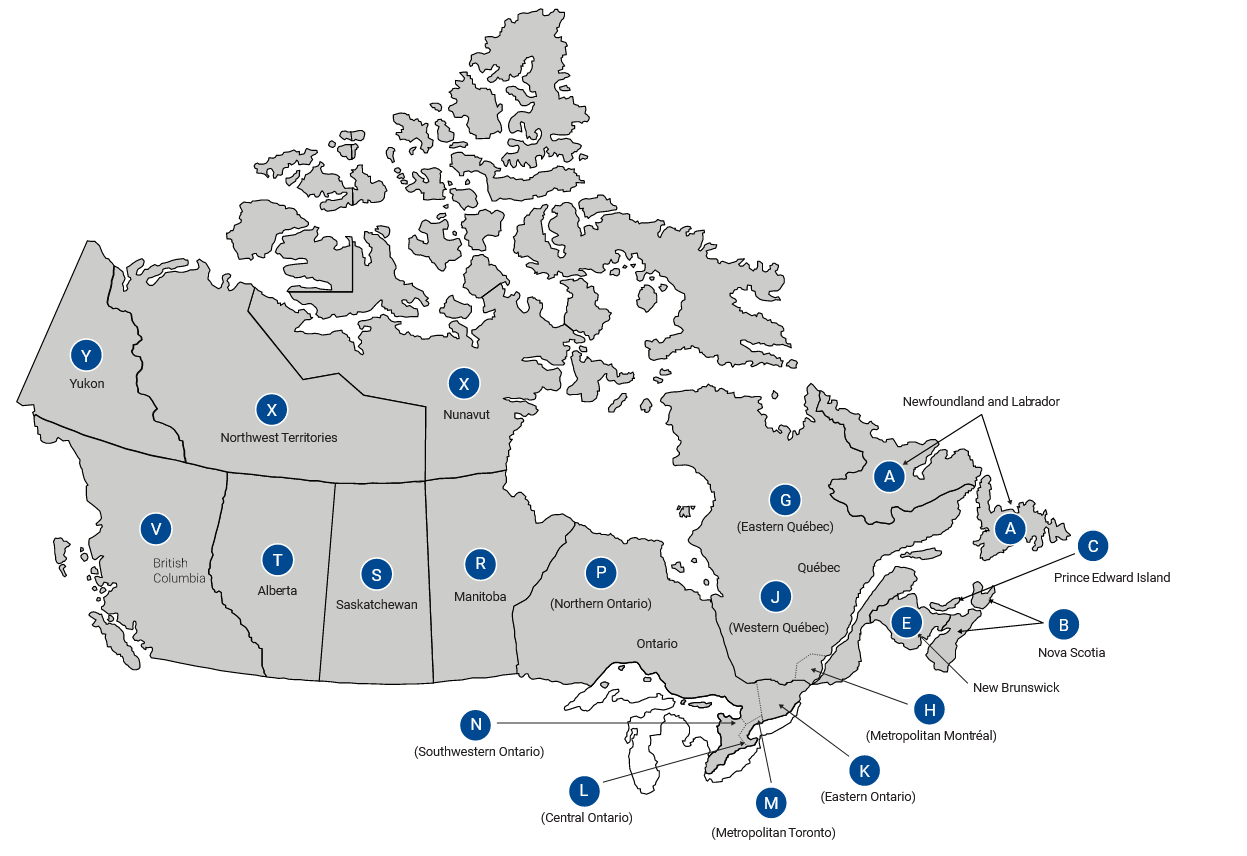 Y
Yukon
X
Northwest Territories
X
Nunavut
Newfoundland and Labrador
A
A
G
(Eastern Québec)
V
British
Columbia
T
Alberta
S
Saskatchewan
R
Manitoba
P
(Northern Ontario)
Ontario
Québec
J
(Western Québec)
C
Prince Edward Island
E
B
Nova Scotia
New Brunswick
H
(Metropolitan Montréal)
N
(Southwestern Ontario)
K
(Eastern Ontario)
L
(Central Ontario)
M
(Metropolitan Toronto)